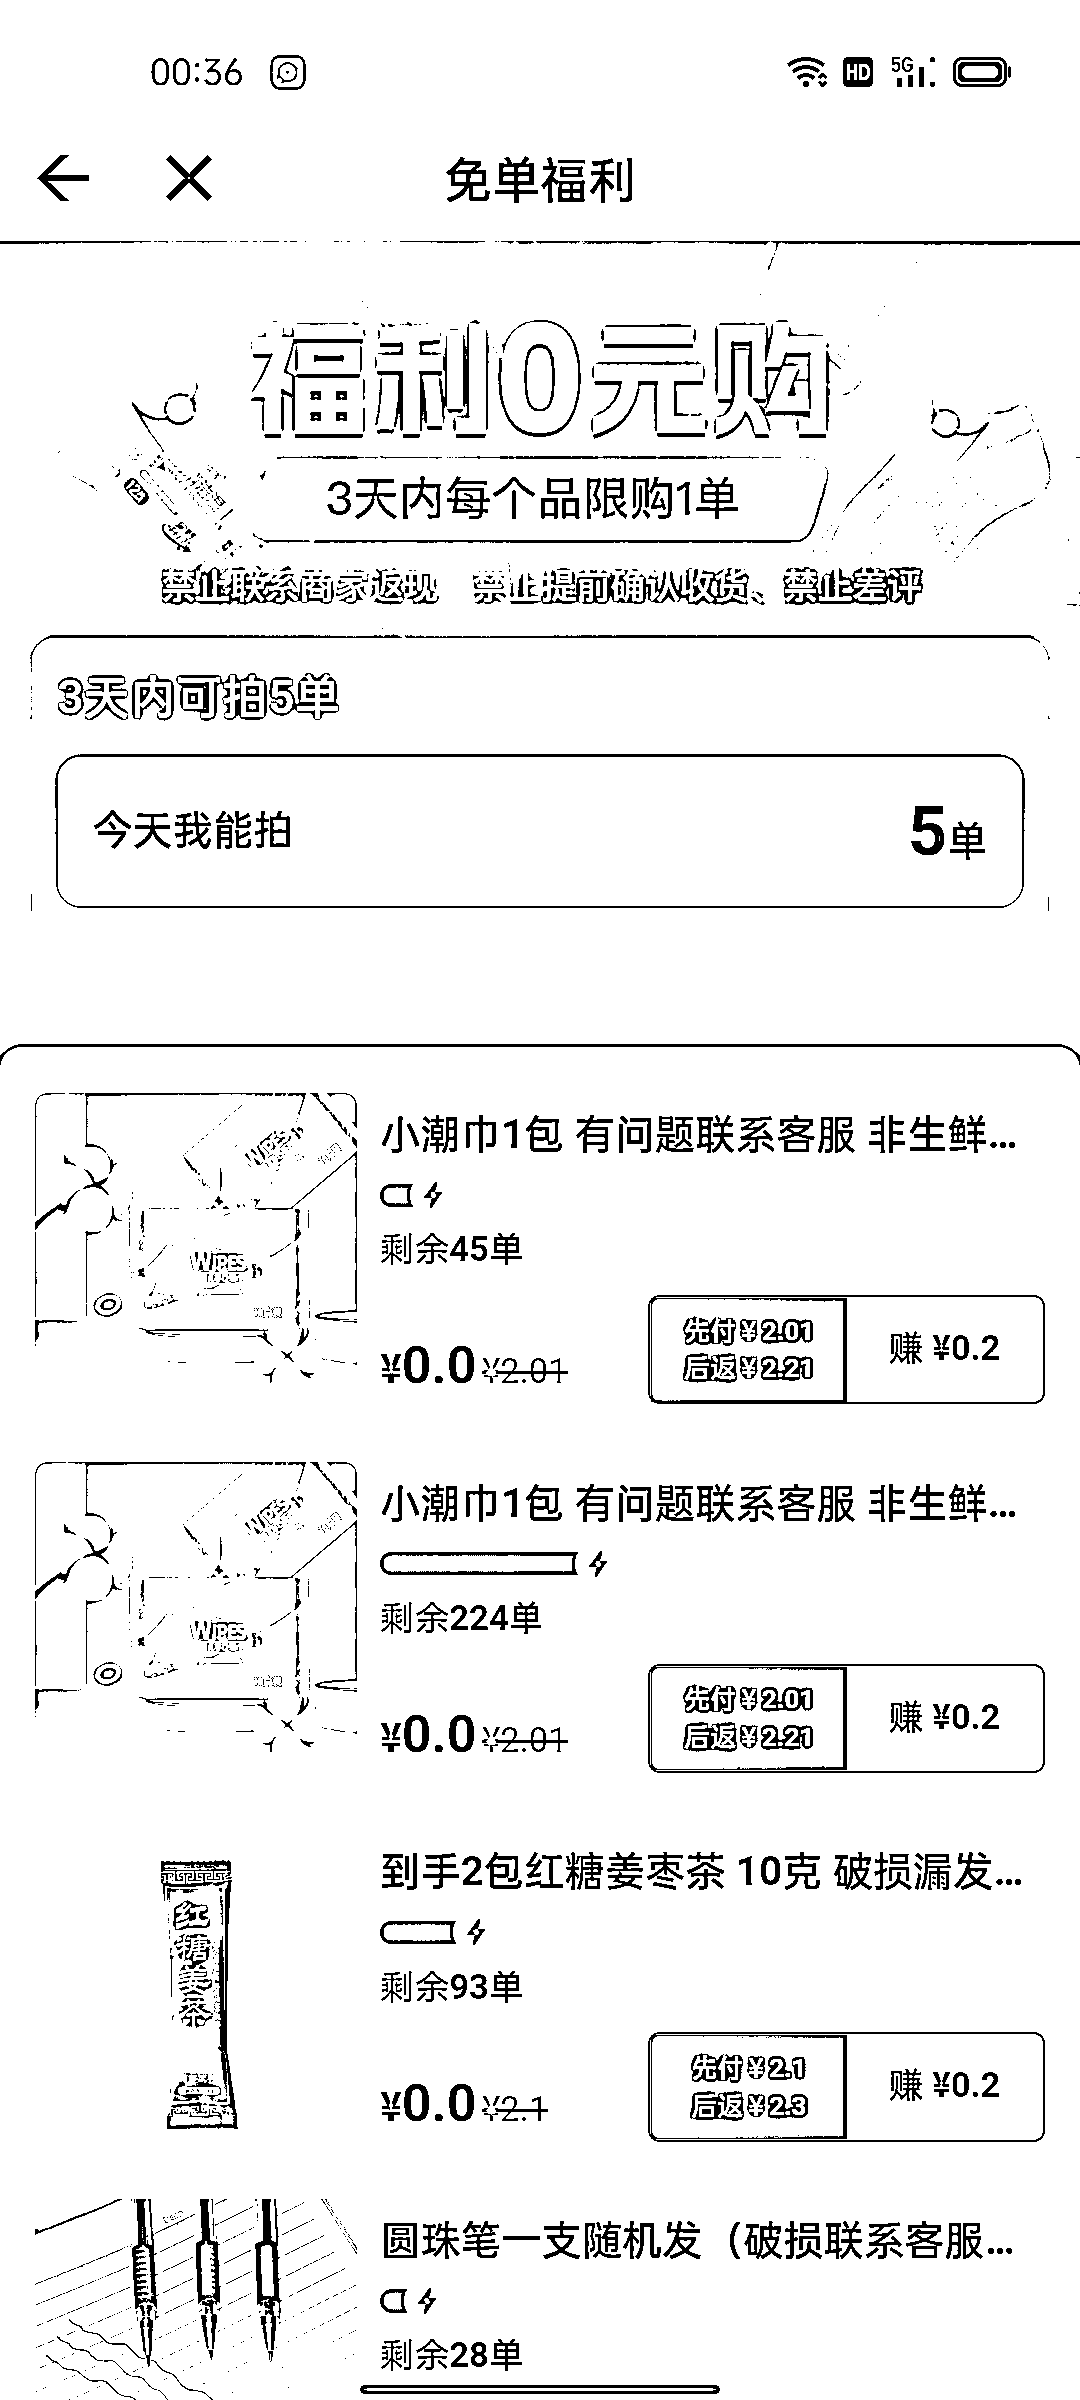 00:36
HD 5G
免单福利
福利0元购
3天内每个品限购1单
禁止联系商家返现 禁止提前确认收货、禁止差评
3天内可拍5单
今天我能拍 5单
小潮巾1包 有问题联系客服 非生鲜...
剩余45单
¥0.0 ¥2.01
先付¥2.01
后返¥2.21
赚 ¥0.2
WIPES
小潮巾1包 有问题联系客服 非生鲜...
剩余224单
¥0.0 ¥2.01
先付¥2.01
后返¥2.21
赚 ¥0.2
WIPES
到手2包红糖姜枣茶 10克 破损漏发...
剩余93单
¥0.0 ¥2.1
先付¥2.1
后返¥2.3
赚 ¥0.2
红糖姜茶
圆珠笔一支随机发（破损联系客服...
剩余28单